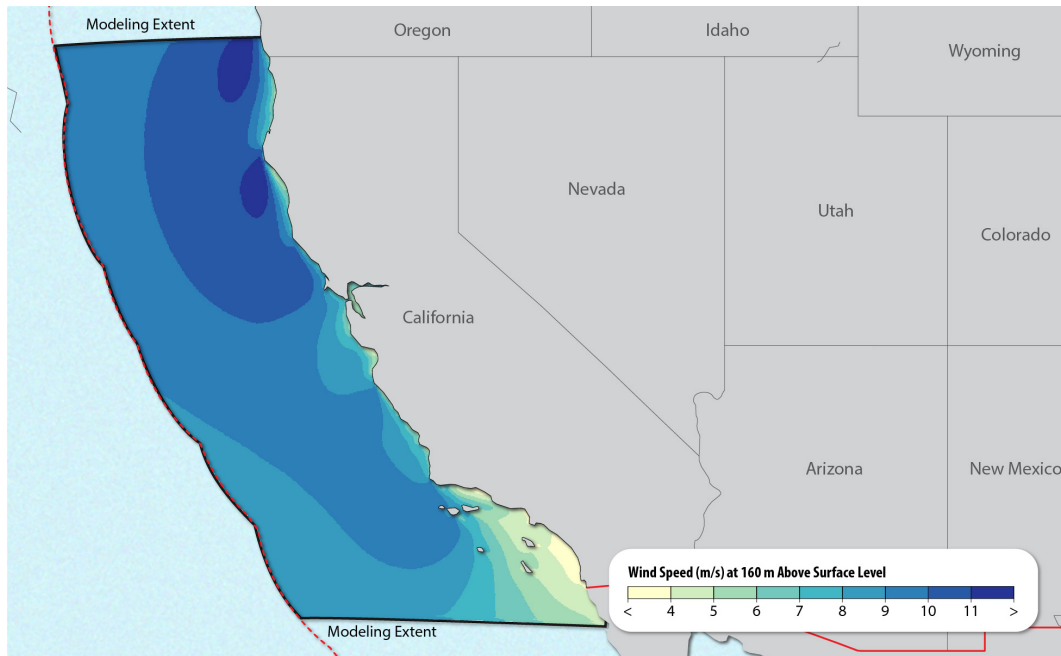 Modeling Extent
Oregon
Idaho
Wyoming
Nevada
Utah
Colorado
California
Arizona
New Mexico
Wind Speed (m/s) at 160 m Above Surface Level
< 4 5 6 7 8 9 10 11 >
Modeling Extent